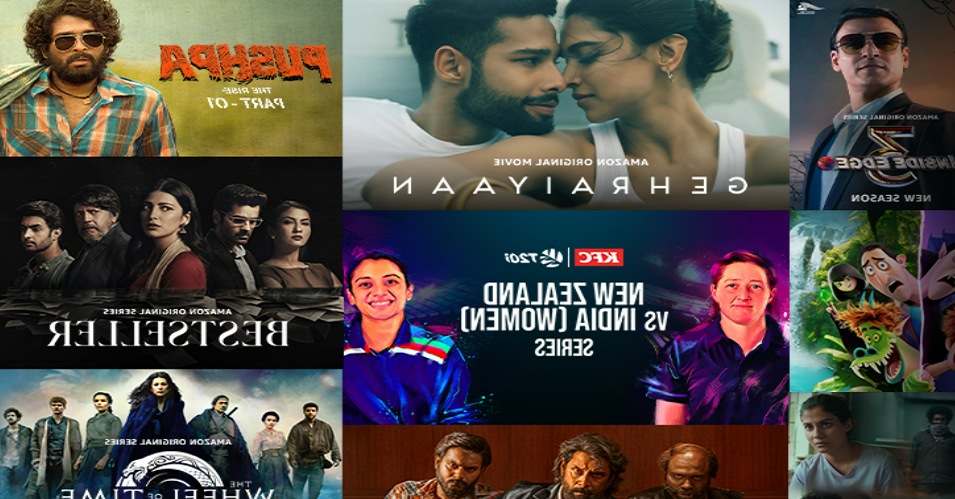 PUSHPA
THE RISE
PART - 01
AMAZON ORIGINAL MOVIE
GEHRAIYAAN
AMAZON ORIGINAL SERIES
3
INSIDE EDGE
NEW SEASON
AMAZON ORIGINAL SERIES
BESTSELLER
KFC T20i
NEW ZEALAND
VS INDIA (WOMEN)
SERIES
AMAZON ORIGINAL SERIES
THE
WHEEL OF TIME